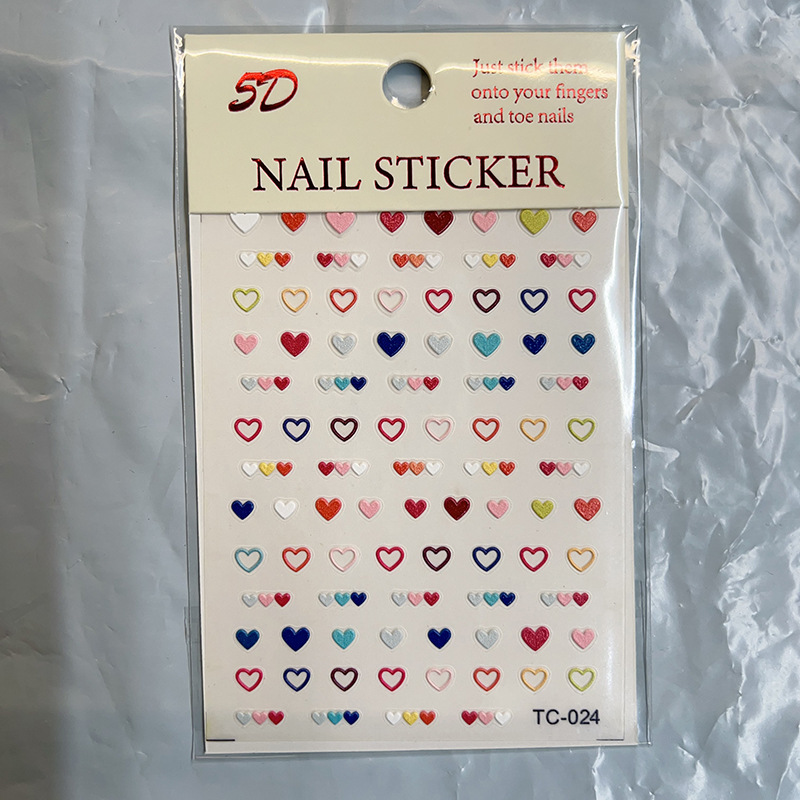 5D
Just stick them
onto your fingers
and toe nails
NAIL STICKER
TC-024